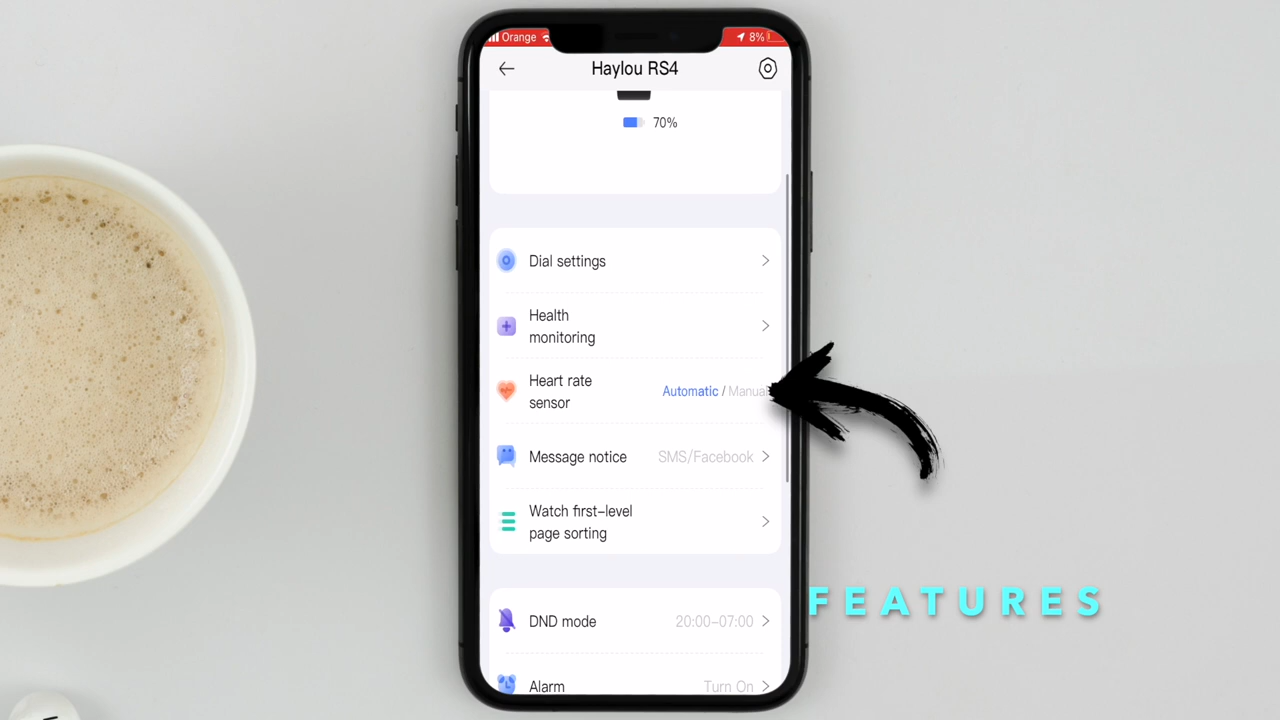 Orange 8%
Haylou RS4
70%
Dial settings
Health
monitoring
Heart rate
sensor
Automatic / Manual
Message notice SMS/Facebook
Watch first-level
page sorting
FEATURES
DND mode 20:00-07:00
Alarm Turn On